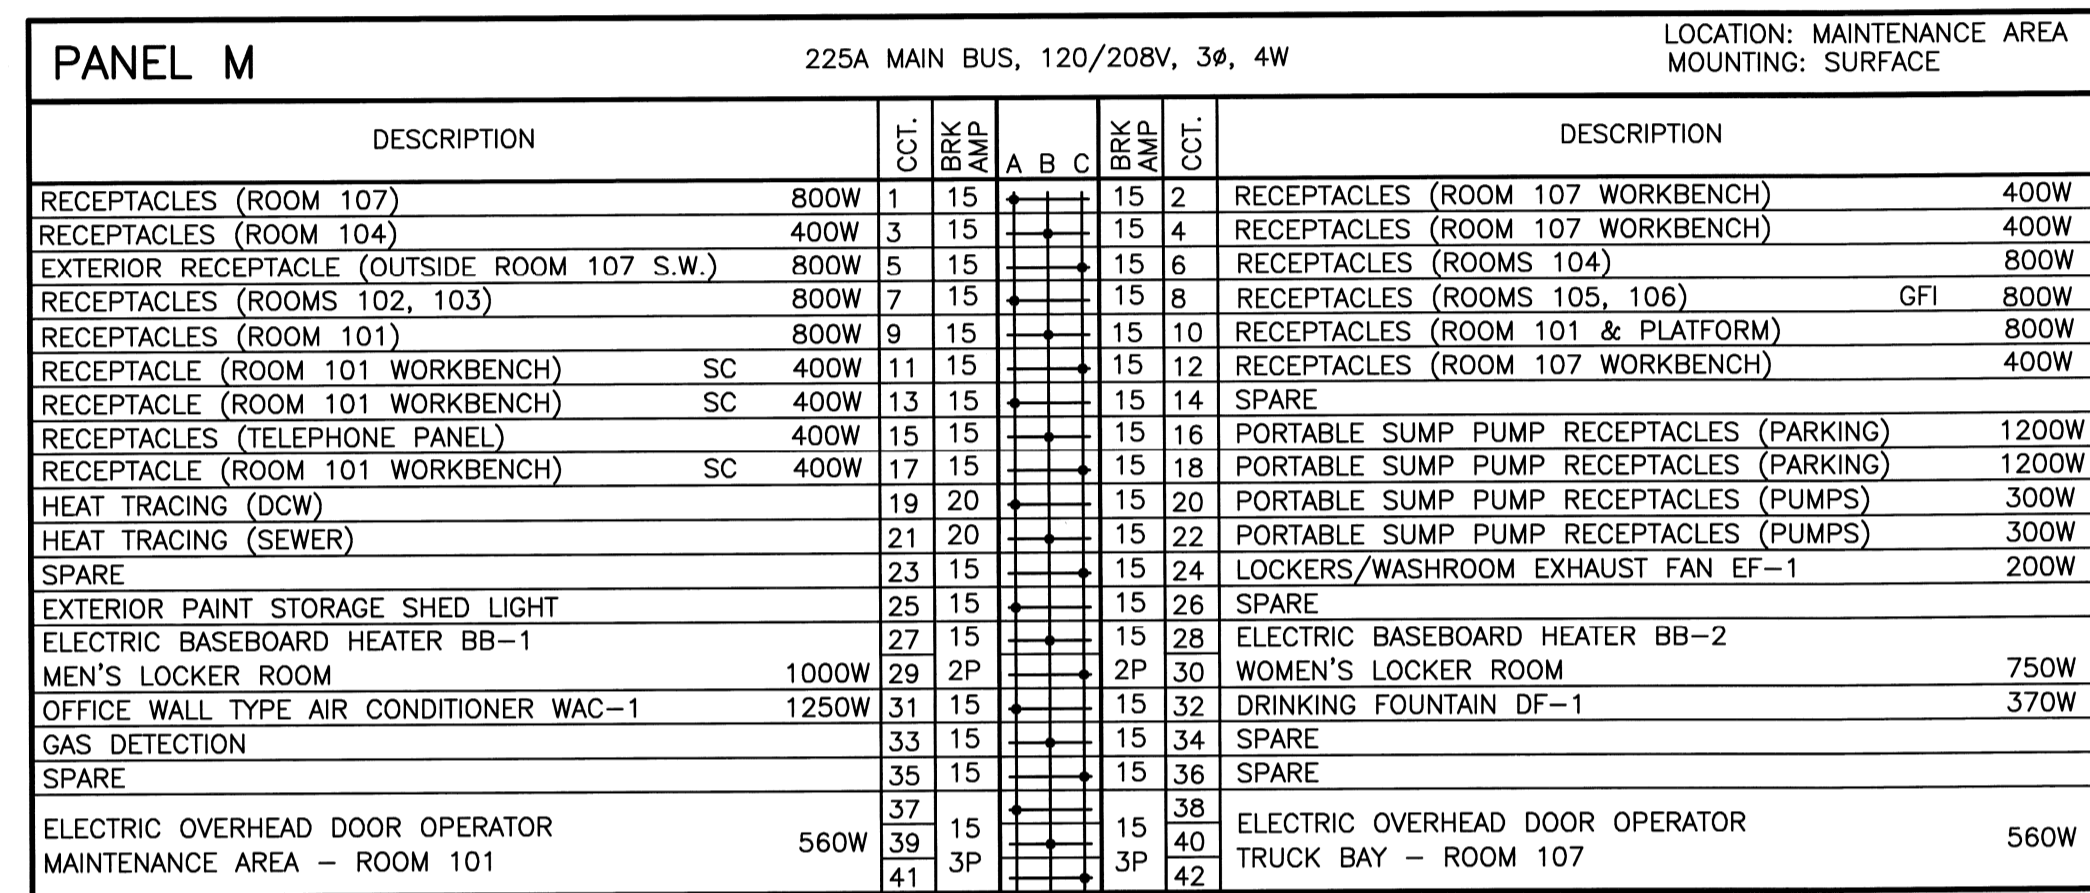 PANEL M 225A MAIN BUS, 120/208V, 3ø, 4W LOCATION: MAINTENANCE AREA
MOUNTING: SURFACE
DESCRIPTION CCT. BRK AMP A B C BRK AMP CCT. DESCRIPTION
RECEPTACLES (ROOM 107) 800W 1 15 15 2 RECEPTACLES (ROOM 107 WORKBENCH) 400W
RECEPTACLES (ROOM 104) 400W 3 15 15 4 RECEPTACLES (ROOM 107 WORKBENCH) 400W
EXTERIOR RECEPTACLE (OUTSIDE ROOM 107 S.W.) 800W 5 15 15 6 RECEPTACLES (ROOMS 104) 800W
RECEPTACLES (ROOMS 102, 103) 800W 7 15 15 8 RECEPTACLES (ROOMS 105, 106) GFI 800W
RECEPTACLES (ROOM 101) 800W 9 15 15 10 RECEPTACLES (ROOM 101 & PLATFORM) 800W
RECEPTACLE (ROOM 101 WORKBENCH) SC 400W 11 15 15 12 RECEPTACLES (ROOM 107 WORKBENCH) 400W
RECEPTACLE (ROOM 101 WORKBENCH) SC 400W 13 15 15 14 SPARE
RECEPTACLES (TELEPHONE PANEL) 400W 15 15 15 16 PORTABLE SUMP PUMP RECEPTACLES (PARKING) 1200W
RECEPTACLE (ROOM 101 WORKBENCH) SC 400W 17 15 15 18 PORTABLE SUMP PUMP RECEPTACLES (PARKING) 1200W
HEAT TRACING (DCW) 19 20 15 20 PORTABLE SUMP PUMP RECEPTACLES (PUMPS) 300W
HEAT TRACING (SEWER) 21 20 15 22 PORTABLE SUMP PUMP RECEPTACLES (PUMPS) 300W
SPARE 23 15 15 24 LOCKERS/WASHROOM EXHAUST FAN EF-1 200W
EXTERIOR PAINT STORAGE SHED LIGHT 25 15 15 26 SPARE
ELECTRIC BASEBOARD HEATER BB-1 27 15 15 28 ELECTRIC BASEBOARD HEATER BB-2
MEN'S LOCKER ROOM 1000W 29 2P 2P 30 WOMEN'S LOCKER ROOM 750W
OFFICE WALL TYPE AIR CONDITIONER WAC-1 1250W 31 15 15 32 DRINKING FOUNTAIN DF-1 370W
GAS DETECTION 33 15 15 34 SPARE
SPARE 35 15 15 36 SPARE
37 38
ELECTRIC OVERHEAD DOOR OPERATOR 560W 39 15 15 40 ELECTRIC OVERHEAD DOOR OPERATOR 560W
MAINTENANCE AREA - ROOM 101 41 3P 3P 42 TRUCK BAY - ROOM 107